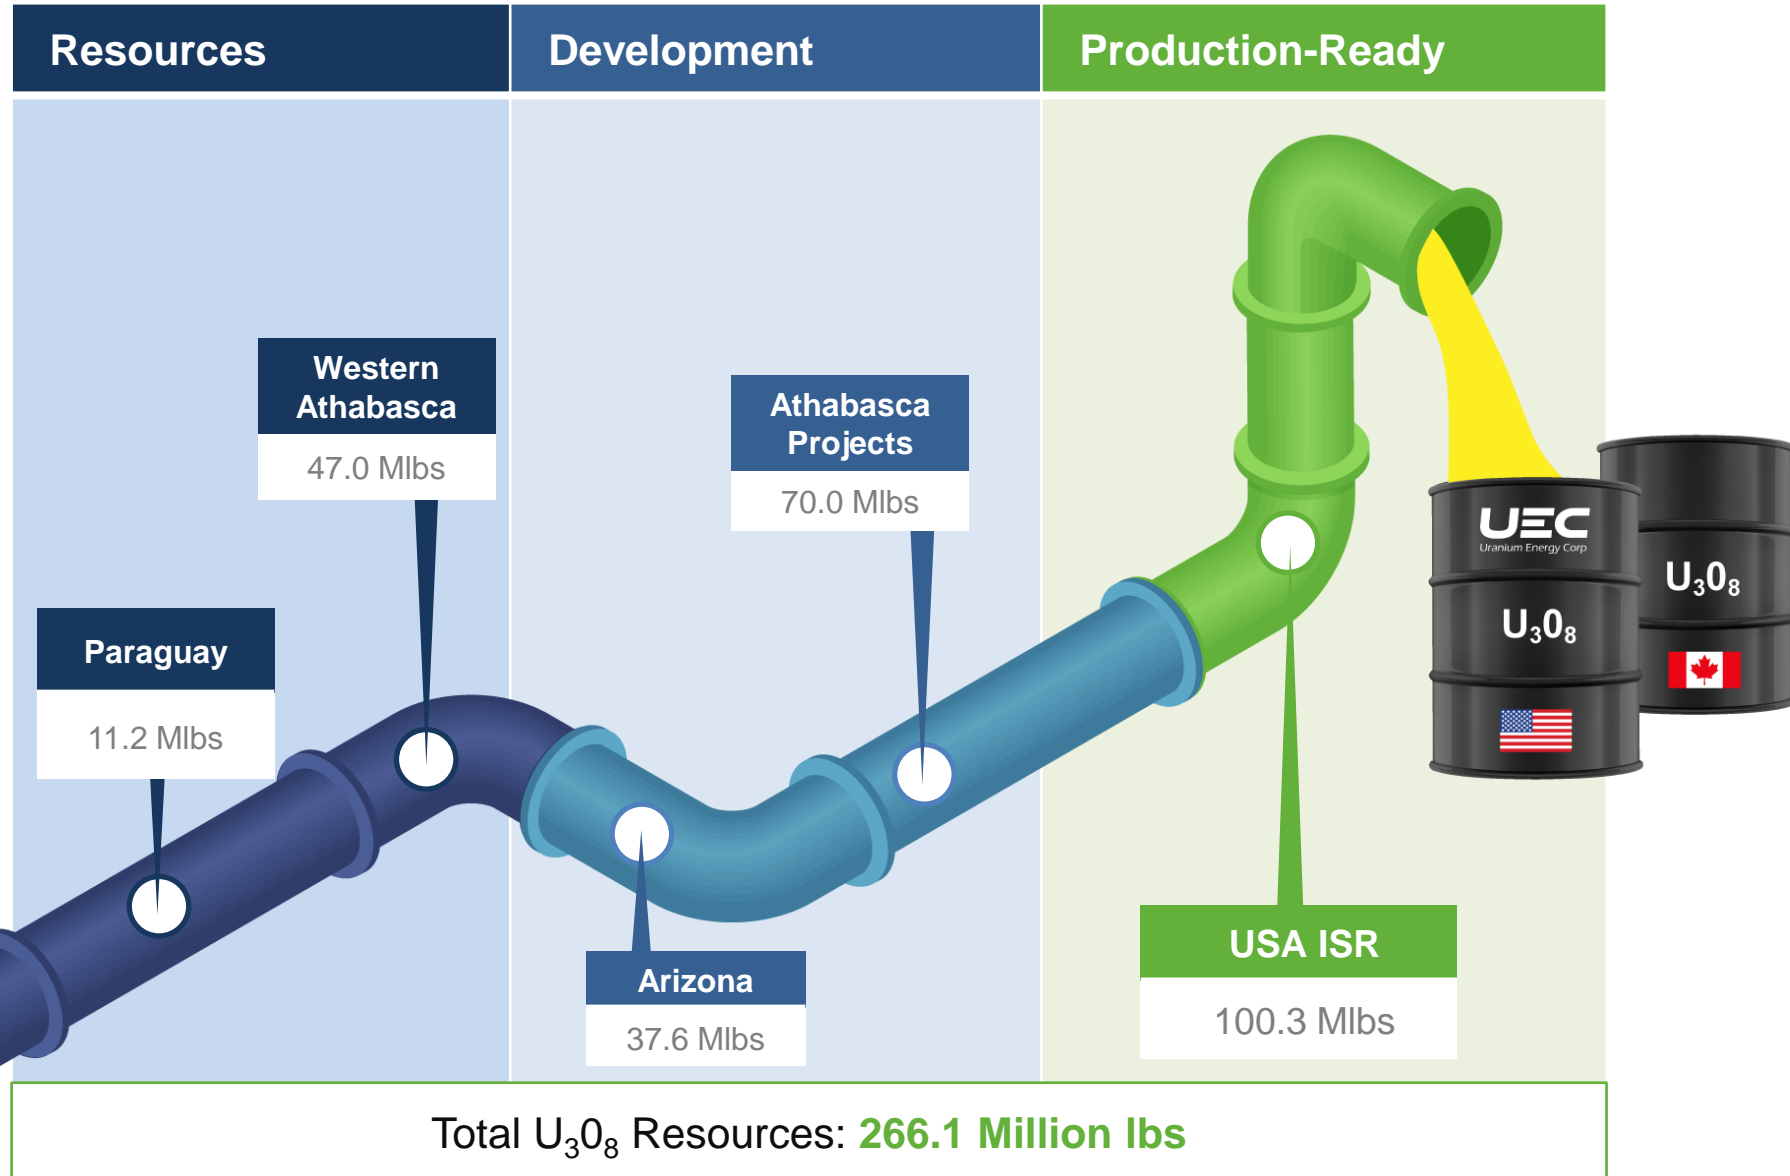 Resources
Development
Production-Ready
Western
Athabasca
47.0 Mlbs
Athabasca
Projects
70.0 Mlbs
Paraguay
11.2 Mlbs
Arizona
37.6 Mlbs
USA ISR
100.3 Mlbs
UEC
Uranium Energy Corp
U₃0₈
U₃0₈
Total U₃0₈ Resources: 266.1 Million lbs